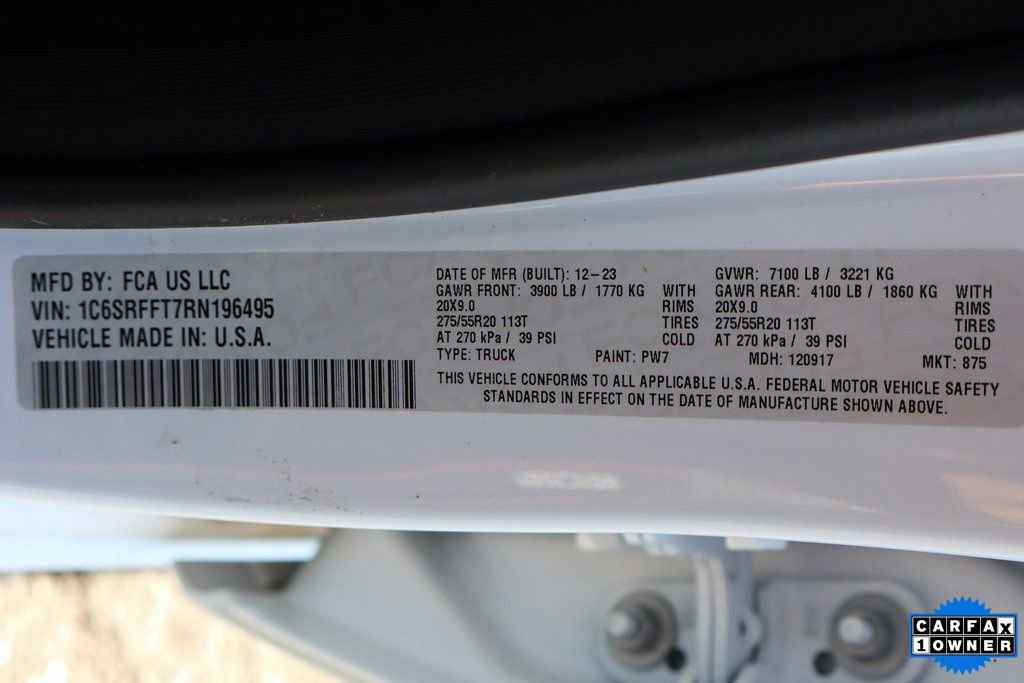 MFD BY: FCA US LLC
VIN: 1C6SRFFT7RN196495
VEHICLE MADE IN: U.S.A.
DATE OF MFR (BUILT): 12-23 GVWR: 7100 LB / 3221 KG
GAWR FRONT: 3900 LB / 1770 KG WITH GAWR REAR: 4100 LB / 1860 KG WITH
20X9.0 RIMS 20X9.0 RIMS
275/55R20 113T TIRES 275/55R20 113T TIRES
AT 270 kPa / 39 PSI COLD AT 270 kPa / 39 PSI COLD
TYPE: TRUCK PAINT: PW7 MDH: 120917 MKT: 875
THIS VEHICLE CONFORMS TO ALL APPLICABLE U.S.A. FEDERAL MOTOR VEHICLE SAFETY
STANDARDS IN EFFECT ON THE DATE OF MANUFACTURE SHOWN ABOVE.
CARFAX
1 OWNER